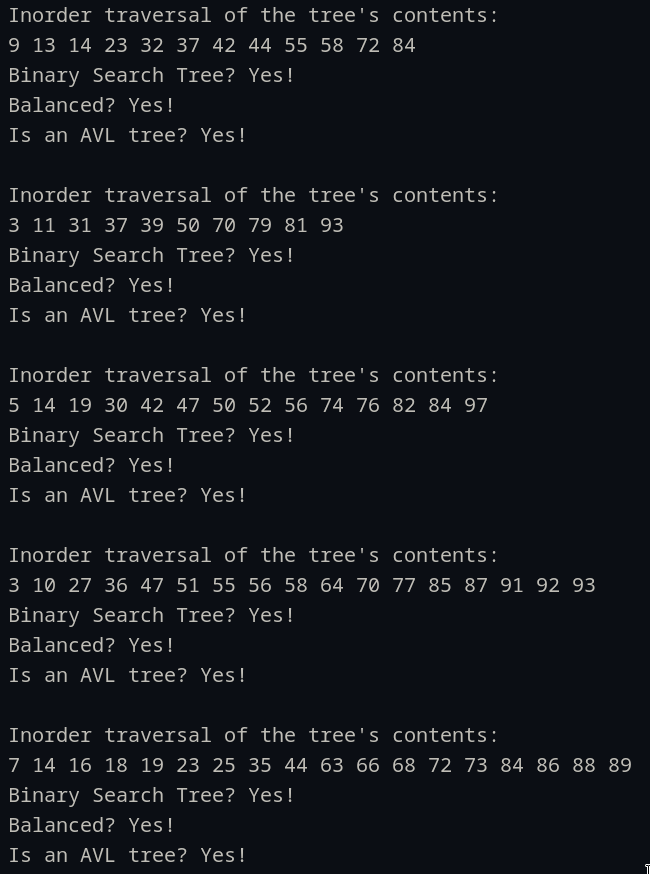 Inorder traversal of the tree's contents:
9 13 14 23 32 37 42 44 55 58 72 84
Binary Search Tree? Yes!
Balanced? Yes!
Is an AVL tree? Yes!

Inorder traversal of the tree's contents:
3 11 31 37 39 50 70 79 81 93
Binary Search Tree? Yes!
Balanced? Yes!
Is an AVL tree? Yes!

Inorder traversal of the tree's contents:
5 14 19 30 42 47 50 52 56 74 76 82 84 97
Binary Search Tree? Yes!
Balanced? Yes!
Is an AVL tree? Yes!

Inorder traversal of the tree's contents:
3 10 27 36 47 51 55 56 58 64 70 77 85 87 91 92 93
Binary Search Tree? Yes!
Balanced? Yes!
Is an AVL tree? Yes!

Inorder traversal of the tree's contents:
7 14 16 18 19 23 25 35 44 63 66 68 72 73 84 86 88 89
Binary Search Tree? Yes!
Balanced? Yes!
Is an AVL tree? Yes!